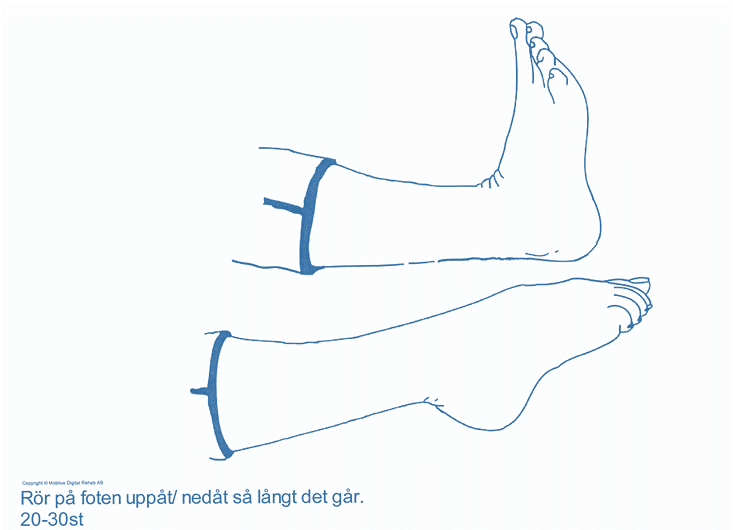 Copyright © Mobilus Digital Rehab AB
Rör på foten uppåt/ nedåt så långt det går.
20-30st